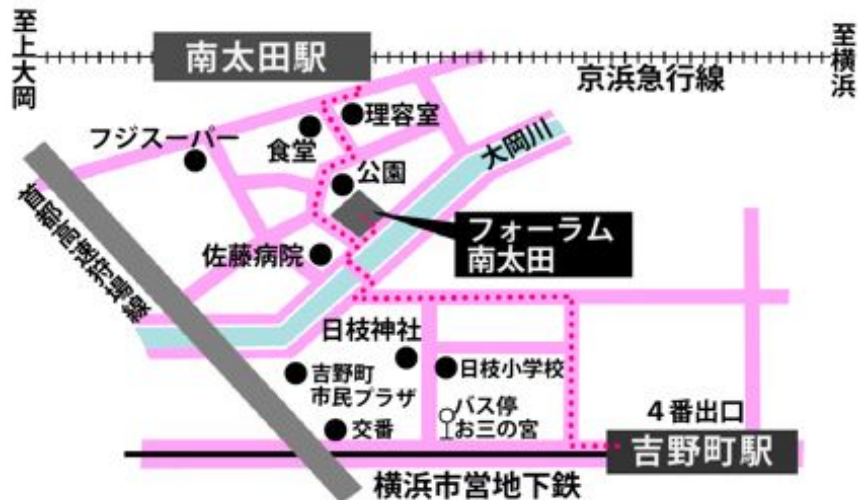 至上大岡
南太田駅
至横浜
京浜急行線
理容室
フジスーパー
食堂
大岡川
公園
首都高速狩場線
フォーラム
南太田
佐藤病院
日枝神社
吉野町
市民プラザ
日枝小学校
バス停
お三の宮
交番
4番出口
吉野町駅
横浜市営地下鉄